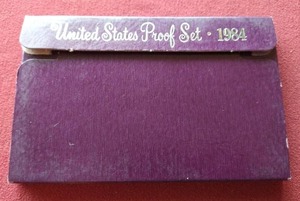 United States Proof Set • 1984